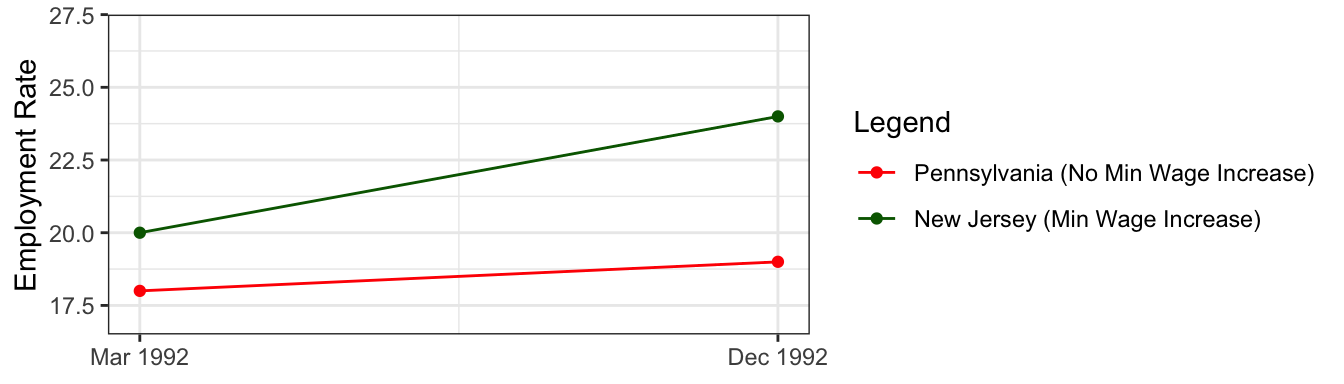 27.5
25.0
22.5
20.0
17.5
Employment Rate
Mar 1992
Dec 1992
Legend
Pennsylvania (No Min Wage Increase)
New Jersey (Min Wage Increase)